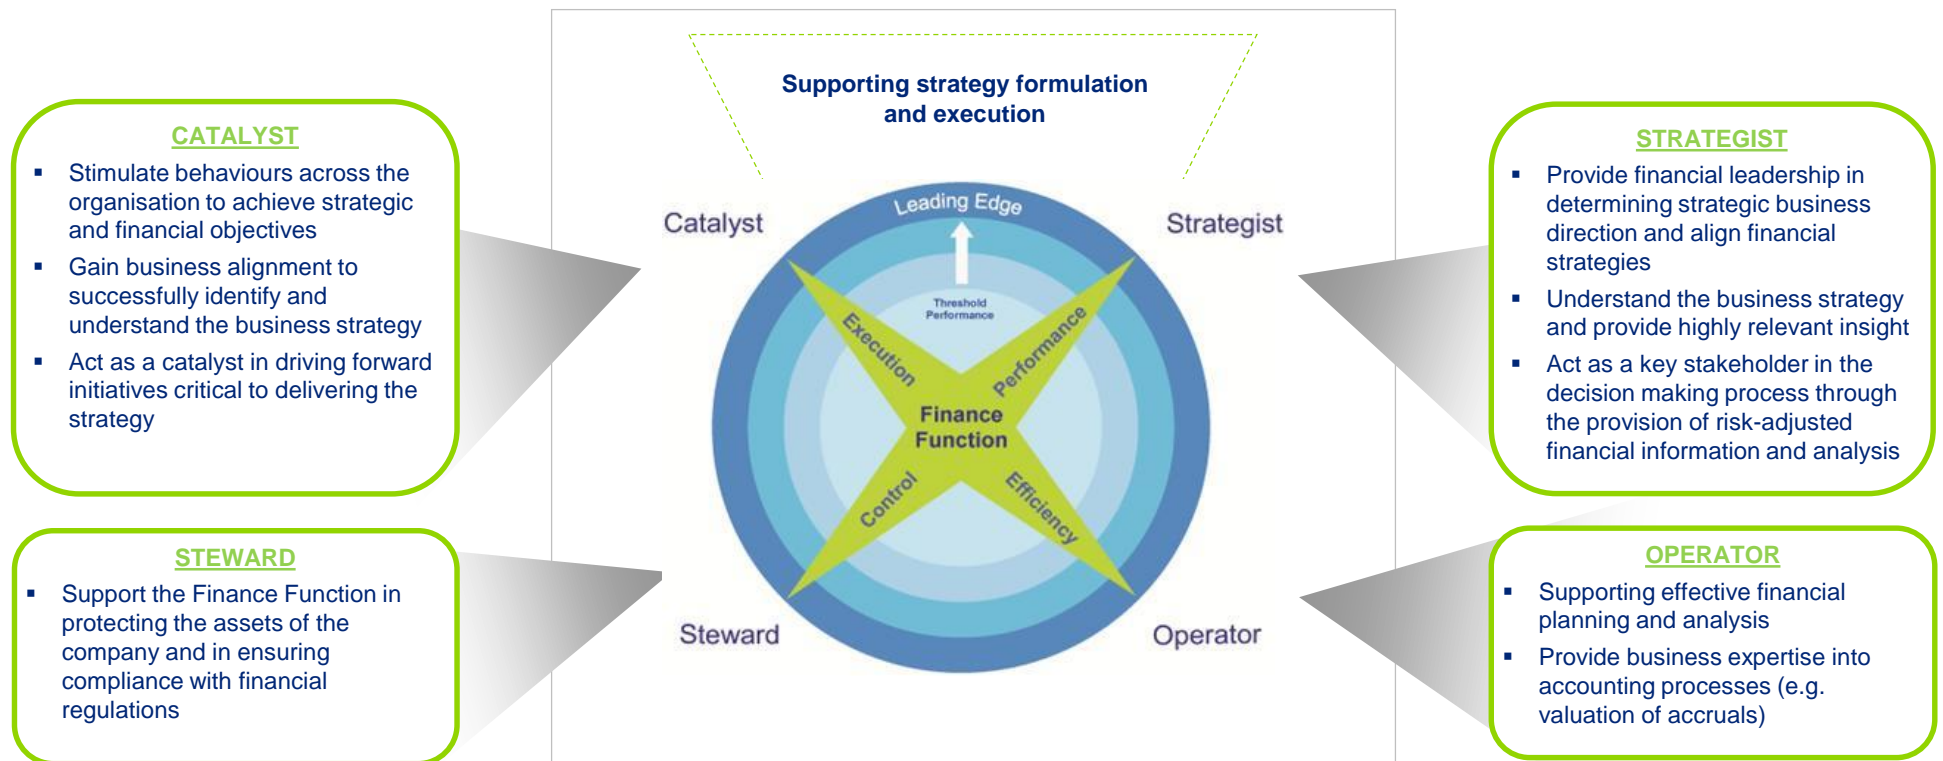 Supporting strategy formulation
and execution
CATALYST
▪ Stimulate behaviours across the
organisation to achieve strategic
and financial objectives
▪ Gain business alignment to
successfully identify and
understand the business strategy
▪ Act as a catalyst in driving forward
initiatives critical to delivering the
strategy
STEWARD
▪ Support the Finance Function in
protecting the assets of the
company and in ensuring
compliance with financial
regulations
Catalyst
Strategist
Leading Edge
Threshold
Performance
Execution
Performance
Finance
Function
Control
Efficiency
Steward
Operator
STRATEGIST
▪ Provide financial leadership in
determining strategic business
direction and align financial
strategies
▪ Understand the business strategy
and provide highly relevant insight
▪ Act as a key stakeholder in the
decision making process through
the provision of risk-adjusted
financial information and analysis
OPERATOR
▪ Supporting effective financial
planning and analysis
▪ Provide business expertise into
accounting processes (e.g.
valuation of accruals)